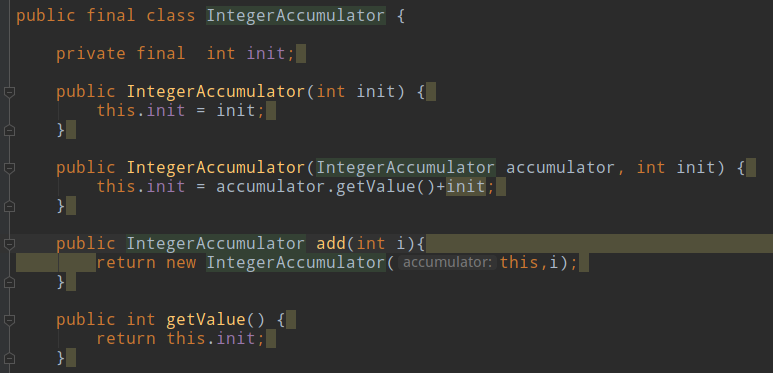 public final class IntegerAccumulator {
private final  int init;
public IntegerAccumulator(int init) {
this.init = init;
}
public IntegerAccumulator(IntegerAccumulator accumulator, int init) {
this.init = accumulator.getValue()+init;
}
public IntegerAccumulator add(int i){
return new IntegerAccumulator( accumulator: this,i);
}
public int getValue() {
return this.init;
}